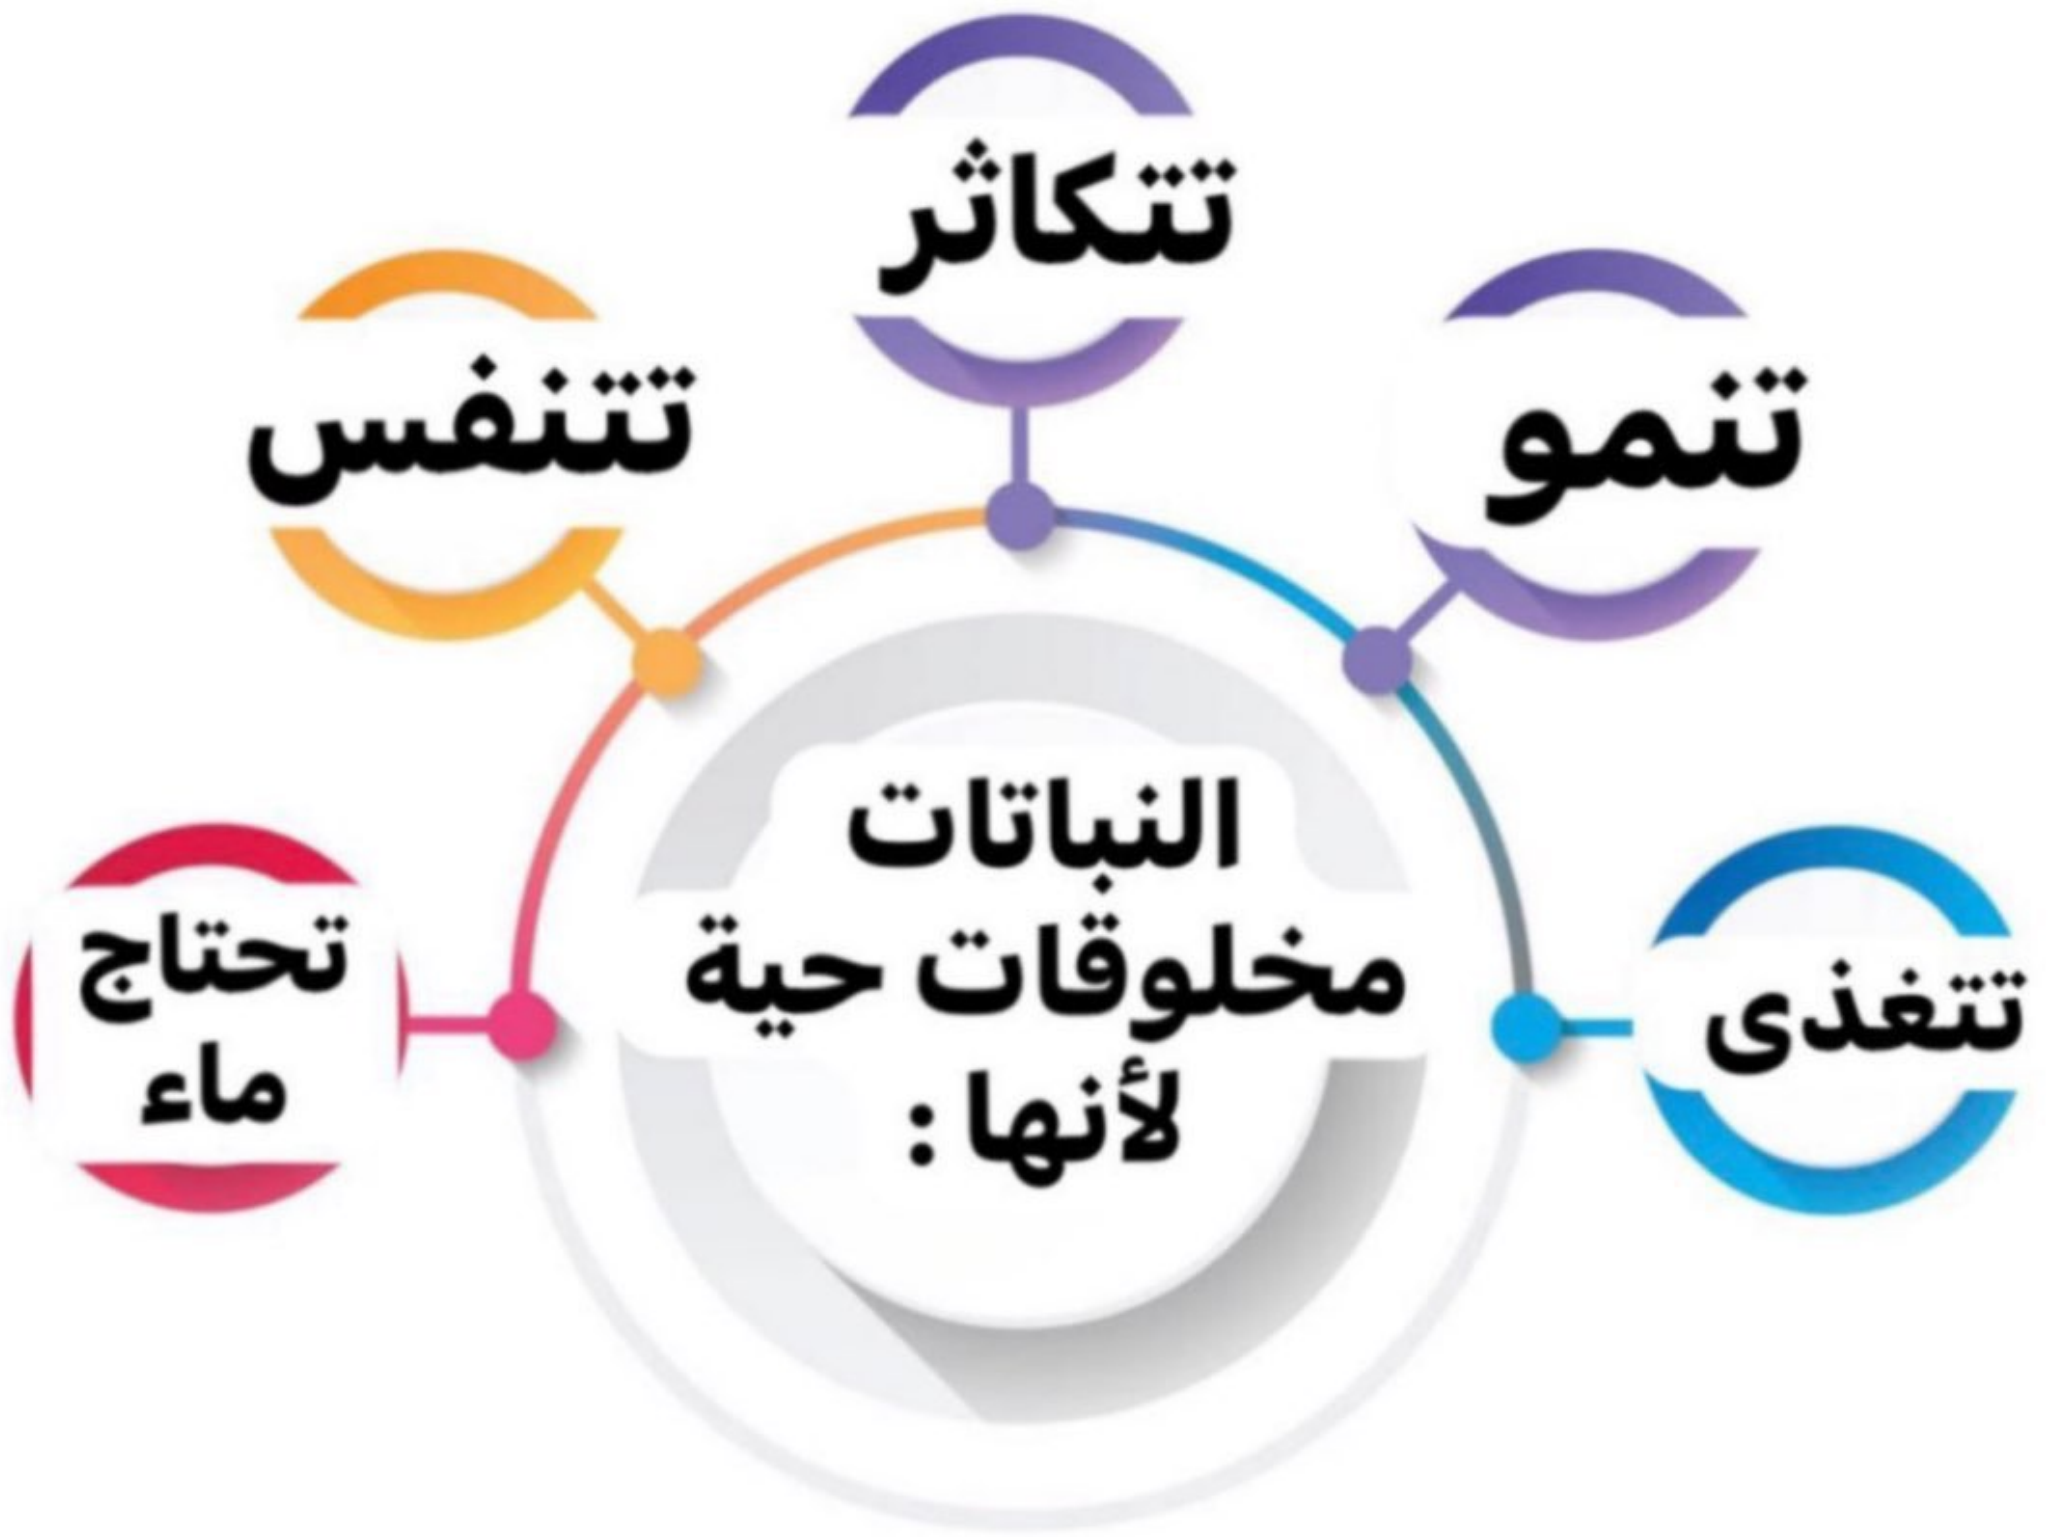 تتكاثر
تنمو
تتنفس
النباتات
مخلوقات حية
لأنها :
تتغذى
تحتاج
ماء